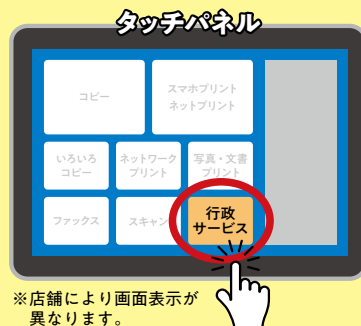 タッチパネル
コピー
スマホプリント
ネットプリント
いろいろ
コピー
ネットワーク
プリント
写真・文書
プリント
ファックス
スキャン
行政
サービス
※店舗により画面表示が
異なります。